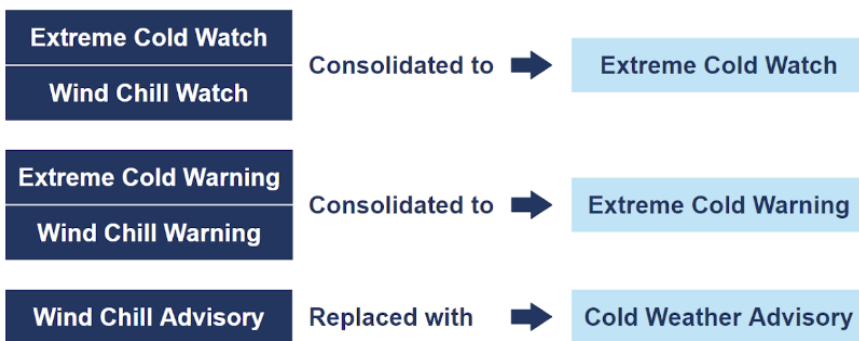 Extreme Cold Watch
Wind Chill Watch
Consolidated to
Extreme Cold Watch
Extreme Cold Warning
Wind Chill Warning
Consolidated to
Extreme Cold Warning
Wind Chill Advisory
Replaced with
Cold Weather Advisory